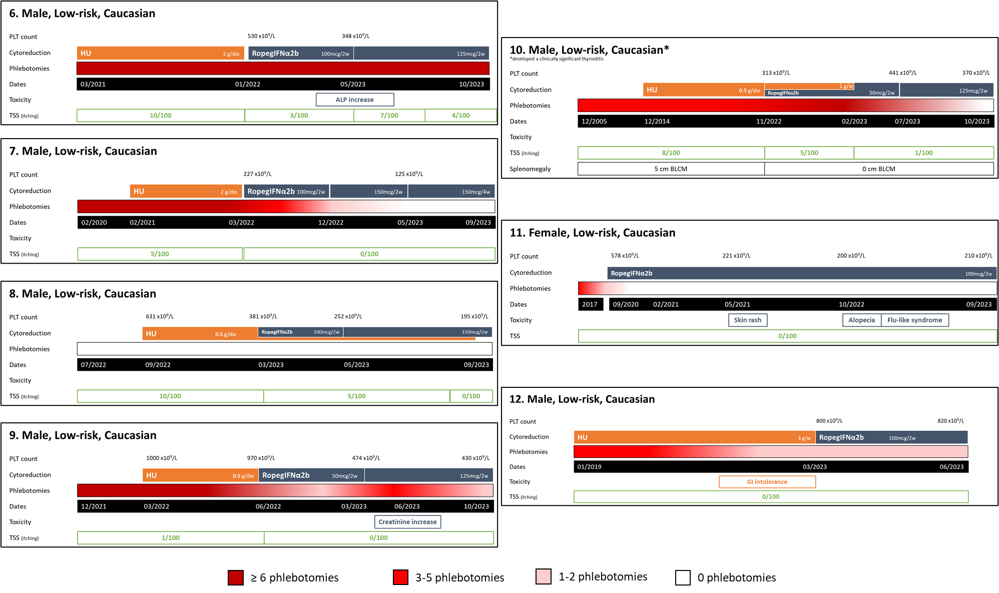 6. Male, Low-risk, Caucasian
PLT count 530 x10⁹/L 348 x10⁹/L
Cytoreduction HU 2 g/die RopegIFNα2b 100mcg/2w 125mcg/2w
Phlebotomies
Dates 03/2021 01/2022 05/2023 10/2023
Toxicity ALP increase
TSS (itching) 10/100 3/100 7/100 4/100
7. Male, Low-risk, Caucasian
PLT count 227 x10⁹/L 125 x10⁹/L
Cytoreduction HU 2 g/die RopegIFNα2b 100mcg/2w 150mcg/2w 150mcg/4w
Phlebotomies
Dates 02/2020 02/2021 03/2022 12/2022 05/2023 09/2023
Toxicity
TSS (itching) 5/100 0/100
8. Male, Low-risk, Caucasian
PLT count 631 x10⁹/L 381 x10⁹/L 252 x10⁹/L 195 x10⁹/L
Cytoreduction HU 0.5 g/die RopegIFNα2b 100mcg/2w 150mcg/2w
Phlebotomies
Dates 07/2022 09/2022 03/2023 05/2023 09/2023
Toxicity
TSS (itching) 10/100 5/100 0/100
9. Male, Low-risk, Caucasian
PLT count 1000 x10⁹/L 970 x10⁹/L 474 x10⁹/L 430 x10⁹/L
Cytoreduction HU 0.5 g/die RopegIFNα2b 50mcg/2w 125mcg/2w
Phlebotomies
Dates 12/2021 03/2022 06/2022 03/2023 06/2023 10/2023
Toxicity Creatinine increase
TSS (itching) 1/100 0/100
10. Male, Low-risk, Caucasian*
*developed a clinically significant thyroiditis
PLT count 313 x10⁹/L 441 x10⁹/L 370 x10⁹/L
Cytoreduction HU 0.5 g/die 1 g/w RopegIFNα2b 50mcg/2w 125mcg/2w
Phlebotomies
Dates 12/2005 12/2014 11/2022 02/2023 07/2023 10/2023
Toxicity
TSS (itching) 8/100 5/100 1/100
Splenomegaly 5 cm BLCM 0 cm BLCM
11. Female, Low-risk, Caucasian
PLT count 578 x10⁹/L 221 x10⁹/L 200 x10⁹/L 210 x10⁹/L
Cytoreduction RopegIFNα2b 100mcg/2w
Phlebotomies
Dates 2017 09/2020 02/2021 05/2021 10/2022 09/2023
Toxicity Skin rash Alopecia Flu-like syndrome
TSS 0/100
12. Male, Low-risk, Caucasian
PLT count 800 x10⁹/L 820 x10⁹/L
Cytoreduction HU 1 g/w RopegIFNα2b 100mcg/2w
Phlebotomies
Dates 01/2019 03/2023 06/2023
Toxicity GI intolerance
TSS (itching) 0/100
≥ 6 phlebotomies 3-5 phlebotomies 1-2 phlebotomies 0 phlebotomies